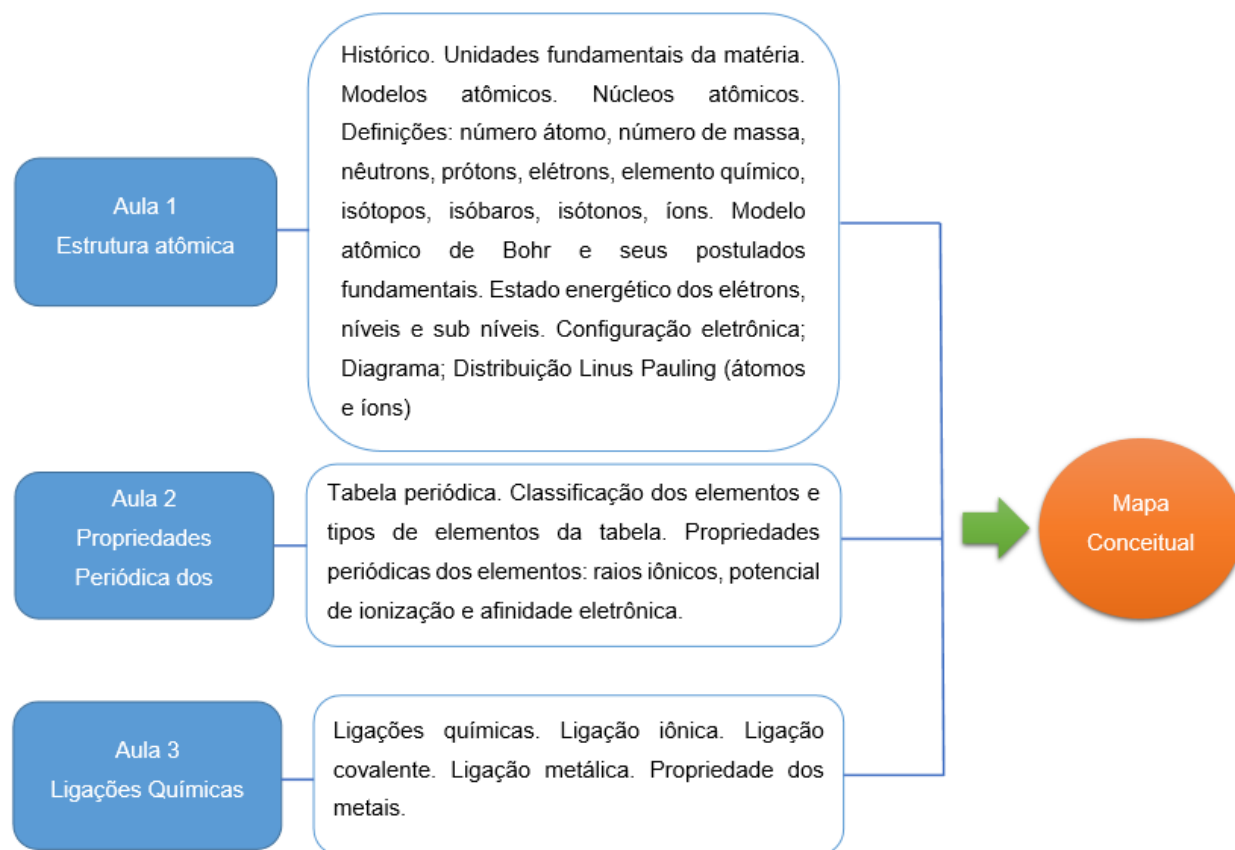 Aula 1
Estrutura atômica
Histórico. Unidades fundamentais da matéria.
Modelos atômicos. Núcleos atômicos.
Definições: número átomo, número de massa,
nêutrons, prótons, elétrons, elemento químico,
isótopos, isóbaros, isótonos, íons. Modelo
atômico de Bohr e seus postulados
fundamentais. Estado energético dos elétrons,
níveis e sub níveis. Configuração eletrônica;
Diagrama; Distribuição Linus Pauling (átomos
e íons)
Aula 2
Propriedades
Periódica dos
Tabela periódica. Classificação dos elementos e
tipos de elementos da tabela. Propriedades
periódicas dos elementos: raios iônicos, potencial
de ionização e afinidade eletrônica.
Aula 3
Ligações Químicas
Ligações químicas. Ligação iônica. Ligação
covalente. Ligação metálica. Propriedade dos
metais.
Mapa
Conceitual